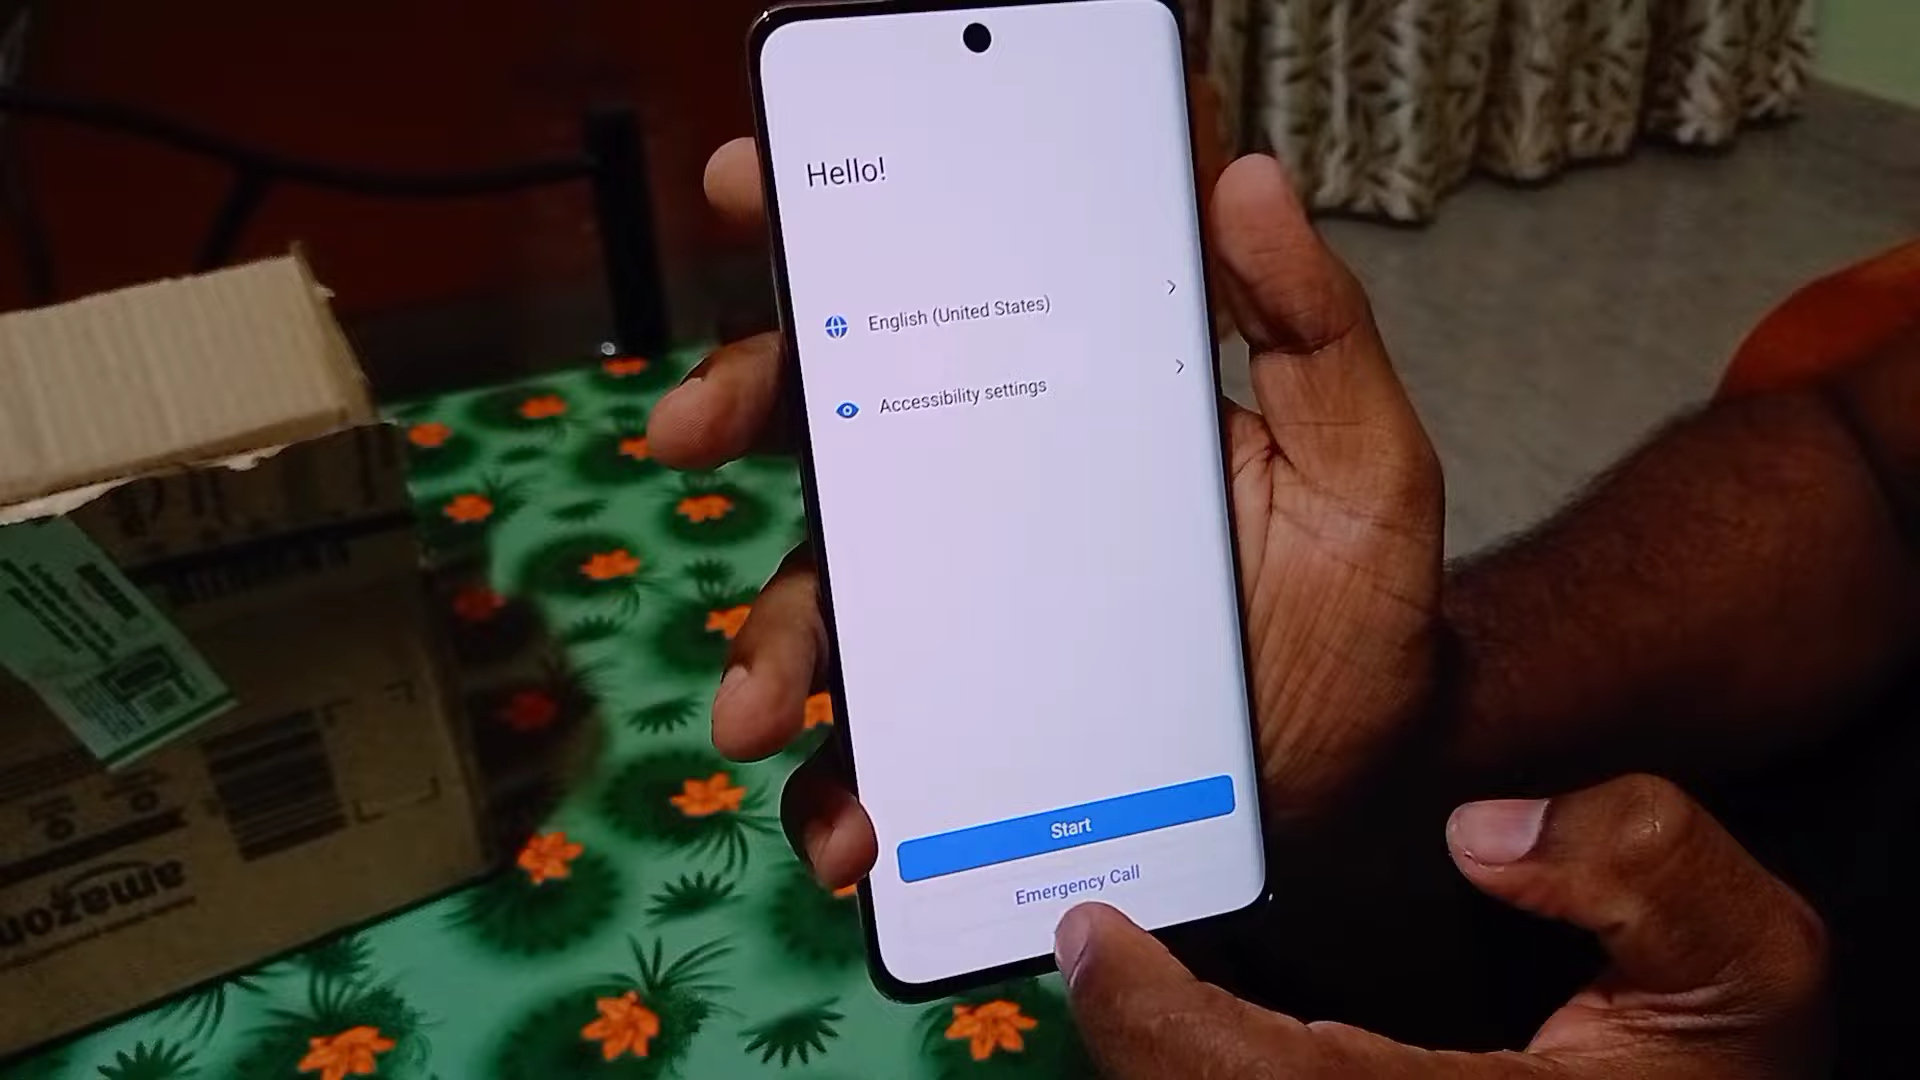 Hello!
English (United States)
Accessibility settings
Start
Emergency Call
amazon